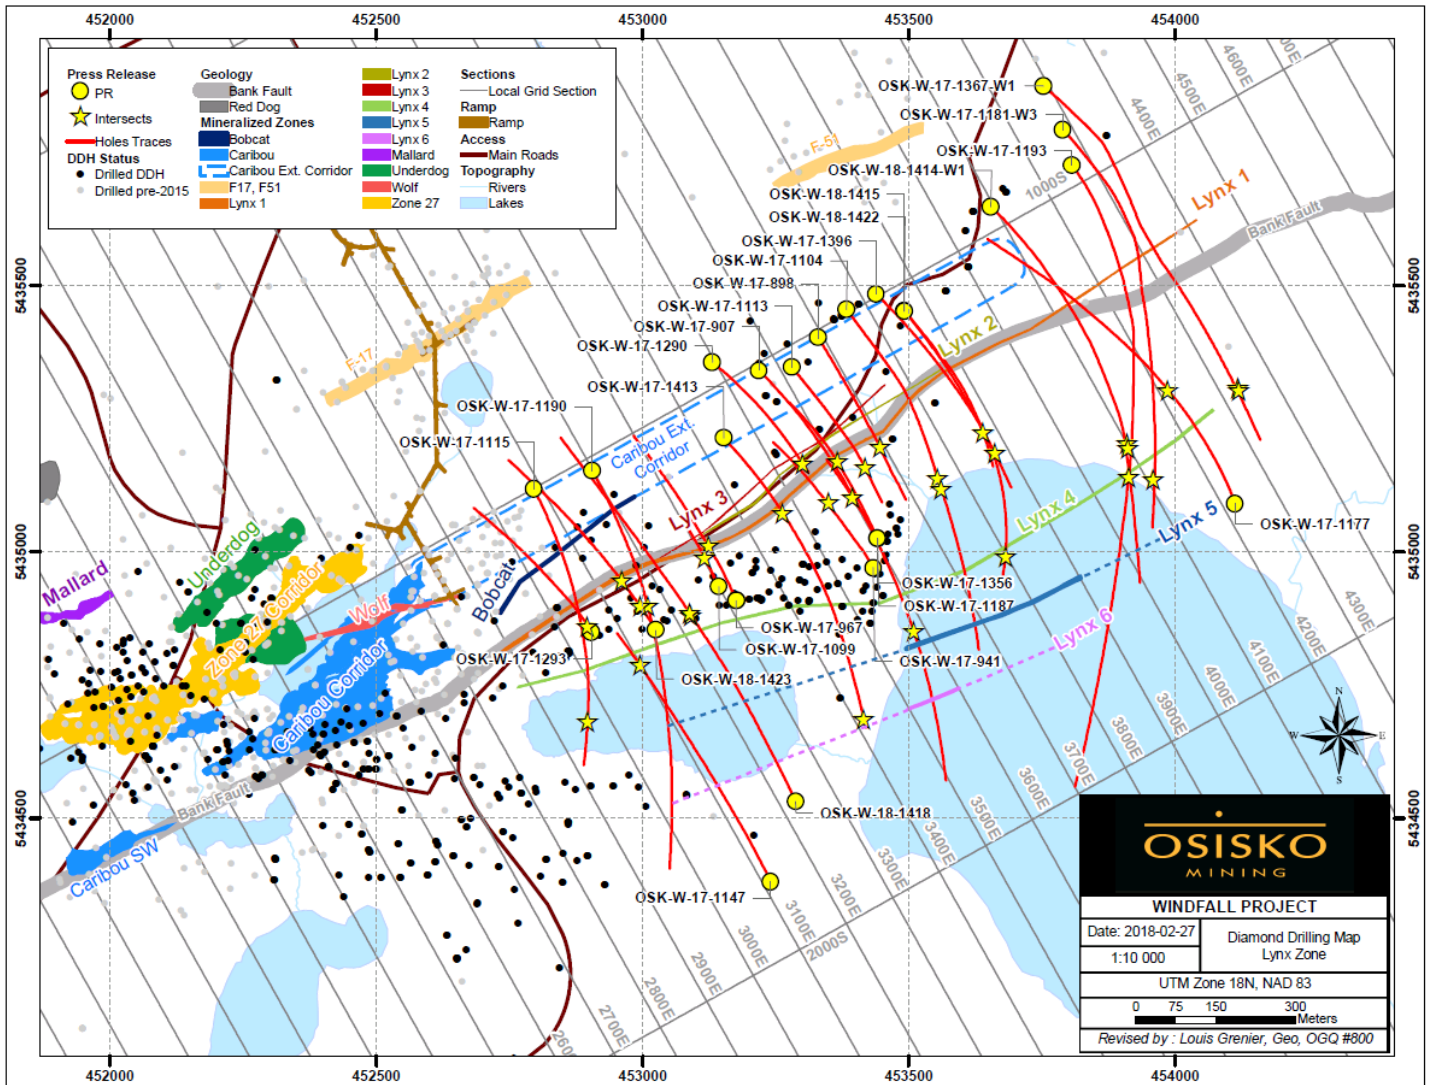 452000
452500
453000
453500
454000
Press Release
PR
Intersects
Holes Traces
DDH Status
Drilled DDH
Drilled pre-2015
Geology
Bank Fault
Red Dog
Mineralized Zones
Bobcat
Caribou
Caribou Ext. Corridor
F17, F51
Lynx 1
Lynx 2
Lynx 3
Lynx 4
Lynx 5
Lynx 6
Mallard
Underdog
Wolf
Zone 27
Sections
Local Grid Section
Ramp
Ramp
Access
Main Roads
Topography
Rivers
Lakes
OSK-W-17-1367-W1
OSK-W-17-1181-W3
OSK-W-17-1193
OSK-W-18-1414-W1
OSK-W-18-1415
OSK-W-18-1422
OSK-W-17-1396
OSK-W-17-1104
OSK-W-17-898
OSK-W-17-1113
OSK-W-17-907
OSK-W-17-1290
OSK-W-17-1413
OSK-W-17-1190
OSK-W-17-1115
F-51
F-17
4600E
4500E
4400E
1000S
Lynx 1
Bank Fault
5435500
5435500
Lynx 2
Caribou Ext.
Corridor
Lynx 3
Lynx 4
Lynx 5
Lynx 6
OSK-W-17-1177
5435000
5435000
Underdog
Mallard
Zone 27 Corridor
Wolf
Bobcat
Caribou Corridor
OSK-W-17-1356
OSK-W-17-1187
OSK-W-17-967
OSK-W-17-1099
OSK-W-17-941
OSK-W-17-1293
OSK-W-18-1423
4300E
4200E
4100E
4000E
3900E
3800E
3700E
3600E
3500E
3400E
3300E
3200E
3100E
3000E
2900E
2800E
2700E
2000S
Bank Fault
Caribou SW
5434500
5434500
OSK-W-18-1418
OSK-W-17-1147
N
W
E
S
OSISKO
MINING
WINDFALL PROJECT
Date: 2018-02-27
1:10 000
Diamond Drilling Map
Lynx Zone
UTM Zone 18N, NAD 83
0 75 150 300
Meters
Revised by : Louis Grenier, Geo, OGQ #800
452000
452500
453000
453500
454000